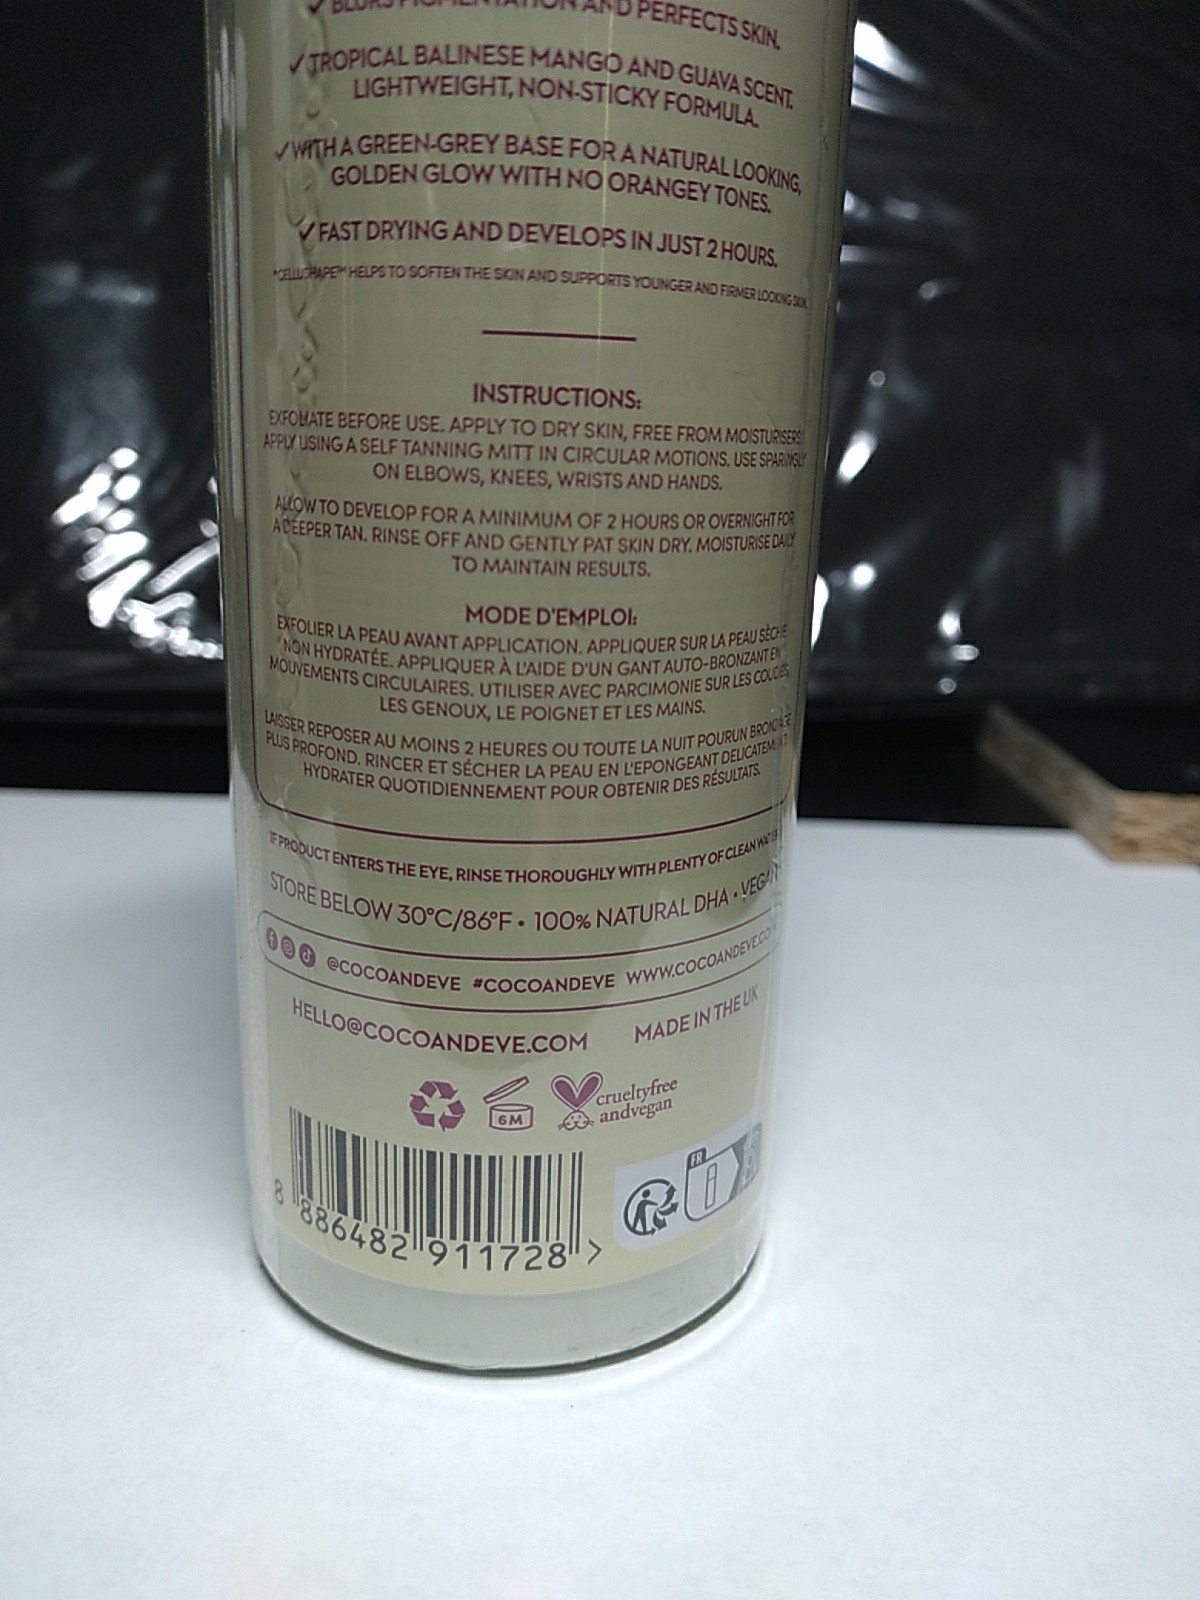 ✓ BLURS PIGMENTATION AND PERFECTS SKIN.
✓ TROPICAL BALINESE MANGO AND GUAVA SCENT.
LIGHTWEIGHT, NON-STICKY FORMULA.
✓ WITH A GREEN-GREY BASE FOR A NATURAL LOOKING,
GOLDEN GLOW WITH NO ORANGEY TONES.
✓ FAST DRYING AND DEVELOPS IN JUST 2 HOURS.
*CELLUSHAPE™ HELPS TO SOFTEN THE SKIN AND SUPPORTS YOUNGER AND FIRMER LOOKING SKIN.
INSTRUCTIONS:
EXFOLIATE BEFORE USE. APPLY TO DRY SKIN, FREE FROM MOISTURISERS.
APPLY USING A SELF TANNING MITT IN CIRCULAR MOTIONS. USE SPARINGLY
ON ELBOWS, KNEES, WRISTS AND HANDS.
ALLOW TO DEVELOP FOR A MINIMUM OF 2 HOURS OR OVERNIGHT FOR
A DEEPER TAN. RINSE OFF AND GENTLY PAT SKIN DRY. MOISTURISE DAILY
TO MAINTAIN RESULTS.
MODE D'EMPLOI:
EXFOLIER LA PEAU AVANT APPLICATION. APPLIQUER SUR LA PEAU SÈCHE
NON HYDRATÉE. APPLIQUER À L'AIDE D'UN GANT AUTO-BRONZANT EN
MOUVEMENTS CIRCULAIRES. UTILISER AVEC PARCIMONIE SUR LES COUDES,
LES GENOUX, LE POIGNET ET LES MAINS.
LAISSER REPOSER AU MOINS 2 HEURES OU TOUTE LA NUIT POURUN BRONZAGE
PLUS PROFOND. RINCER ET SÉCHER LA PEAU EN L'EPONGEANT DELICATEMENT.
HYDRATER QUOTIDIENNEMENT POUR OBTENIR DES RÉSULTATS.
IF PRODUCT ENTERS THE EYE, RINSE THOROUGHLY WITH PLENTY OF CLEAN WATER
STORE BELOW 30°C/86°F • 100% NATURAL DHA • VEGAN
@COCOANDEVE #COCOANDEVE WWW.COCOANDEVE.CO
HELLO@COCOANDEVE.COM MADE IN THE UK
6M
crueltyfree
andvegan
FR
8 886482 911728 >